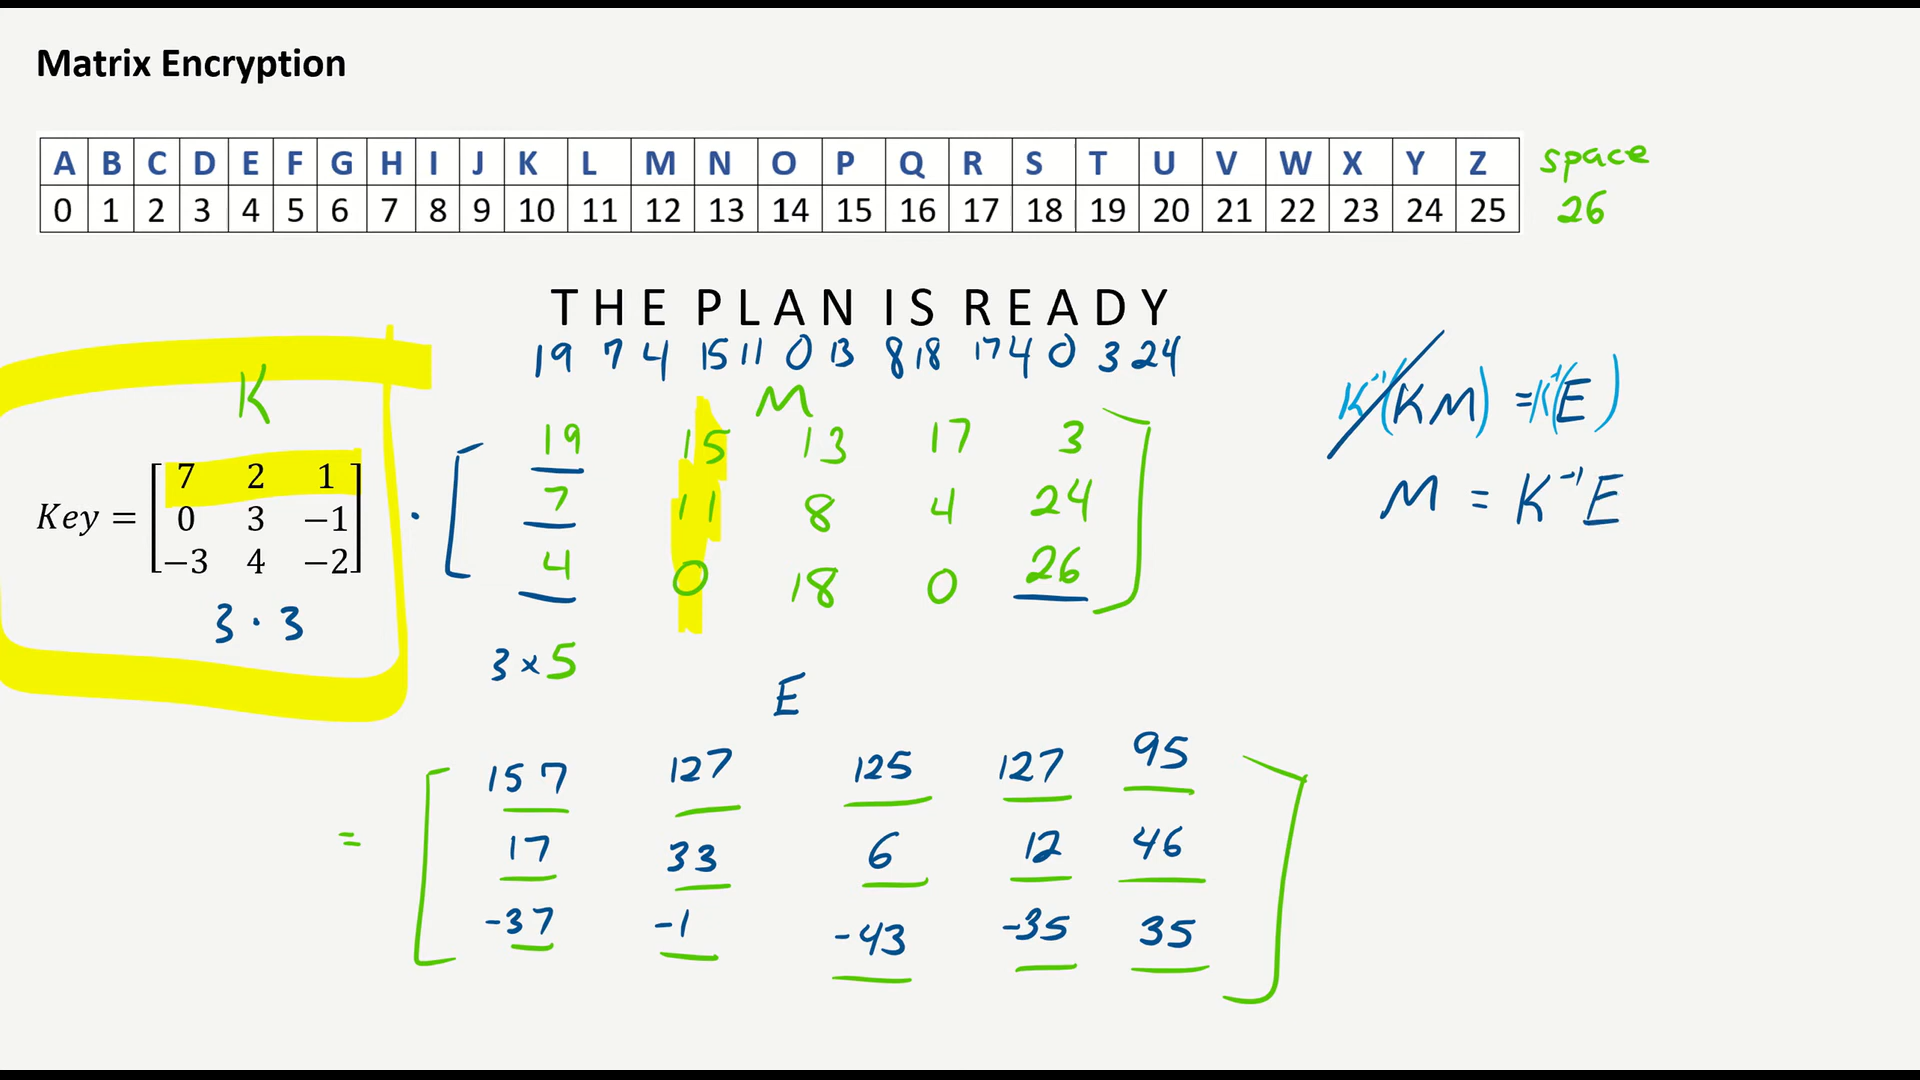 Matrix Encryption
A B C D E F G H I J K L M N O P Q R S T U V W X Y Z space
0 1 2 3 4 5 6 7 8 9 10 11 12 13 14 15 16 17 18 19 20 21 22 23 24 25 26
THE PLAN IS READY
19 7 4 15 11 0 13 8 18 17 4 0 3 24
K
M
K⁻¹(KM) = K⁻¹(E)
M = K⁻¹E
Key = [7 2 1
0 3 −1
−3 4 −2]
3 · 3
· [19 15 13 17 3
7 11 8 4 24
4 0 18 0 26]
3 × 5
E
= [157 127 125 127 95
17 33 6 12 46
-37 -1 -43 -35 35]